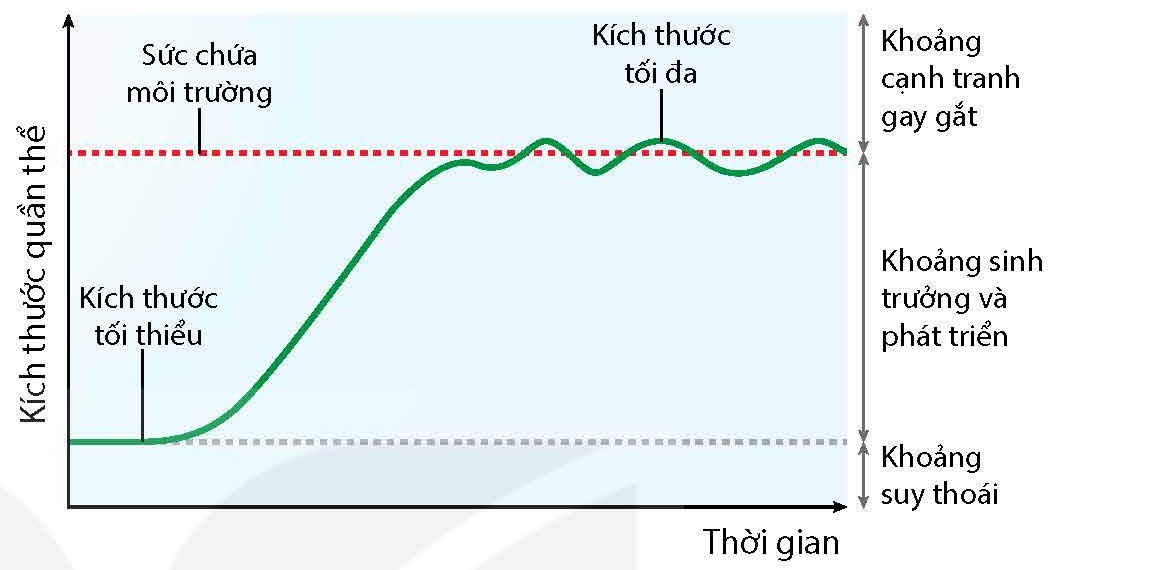 Kích thước quần thể
Sức chứa
môi trường
Kích thước
tối đa
Kích thước
tối thiểu
Khoảng
cạnh tranh
gay gắt
Khoảng sinh
trưởng và
phát triển
Khoảng
suy thoái
Thời gian